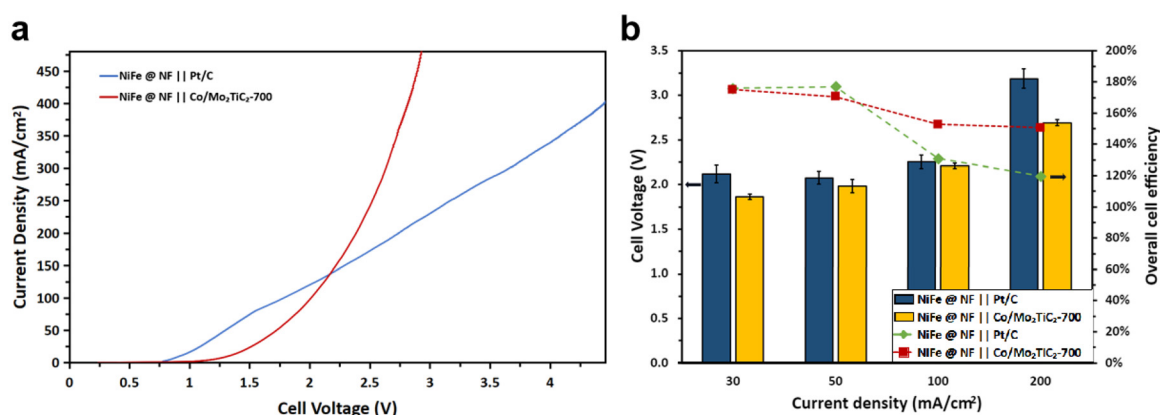 a
Current Density (mA/cm²)
450
400
350
300
250
200
150
100
50
0
NiFe @ NF || Pt/C
NiFe @ NF || Co/Mo₂TiC₂-700
0 0.5 1 1.5 2 2.5 3 3.5 4
Cell Voltage (V)
b
Cell Voltage (V)
3.5
3.0
2.5
2.0
1.5
1.0
0.5
0.0
200%
180%
160%
140%
120%
100%
80%
60%
40%
20%
0%
Overall cell efficiency
NiFe @ NF || Pt/C
NiFe @ NF || Co/Mo₂TiC₂-700
NiFe @ NF || Pt/C
NiFe @ NF || Co/Mo₂TiC₂-700
30 50 100 200
Current density (mA/cm²)